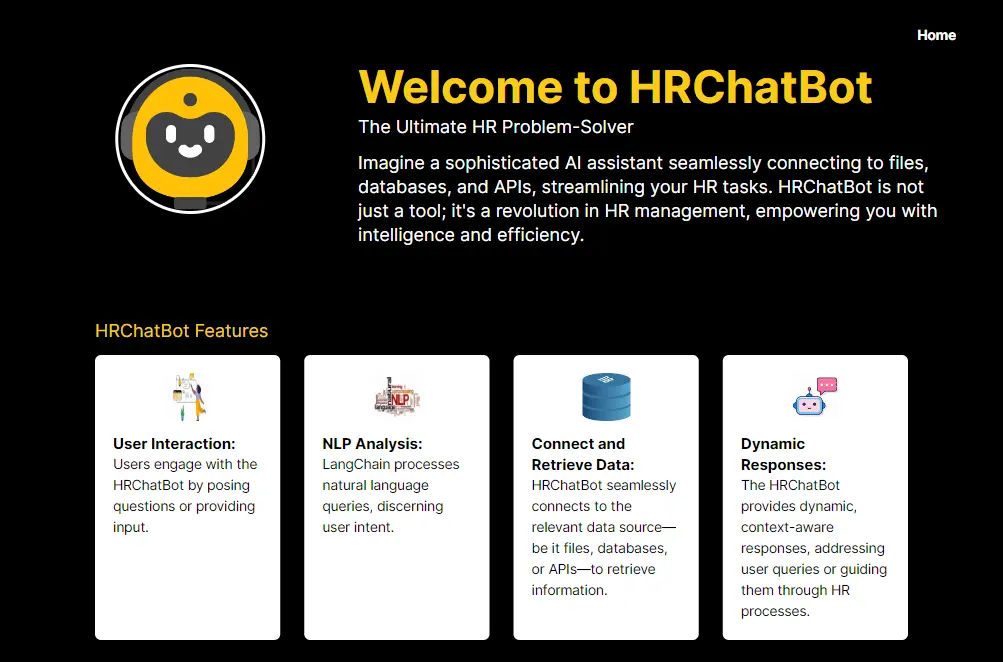 Home
Welcome to HRChatBot
The Ultimate HR Problem-Solver
Imagine a sophisticated AI assistant seamlessly connecting to files,
databases, and APIs, streamlining your HR tasks. HRChatBot is not
just a tool; it's a revolution in HR management, empowering you with
intelligence and efficiency.
HRChatBot Features
User Interaction:
Users engage with the
HRChatBot by posing
questions or providing
input.
NLP
NLP Analysis:
LangChain processes
natural language
queries, discerning
user intent.
Connect and
Retrieve Data:
HRChatBot seamlessly
connects to the
relevant data source—
be it files, databases,
or APIs—to retrieve
information.
Dynamic
Responses:
The HRChatBot
provides dynamic,
context-aware
responses, addressing
user queries or guiding
them through HR
processes.